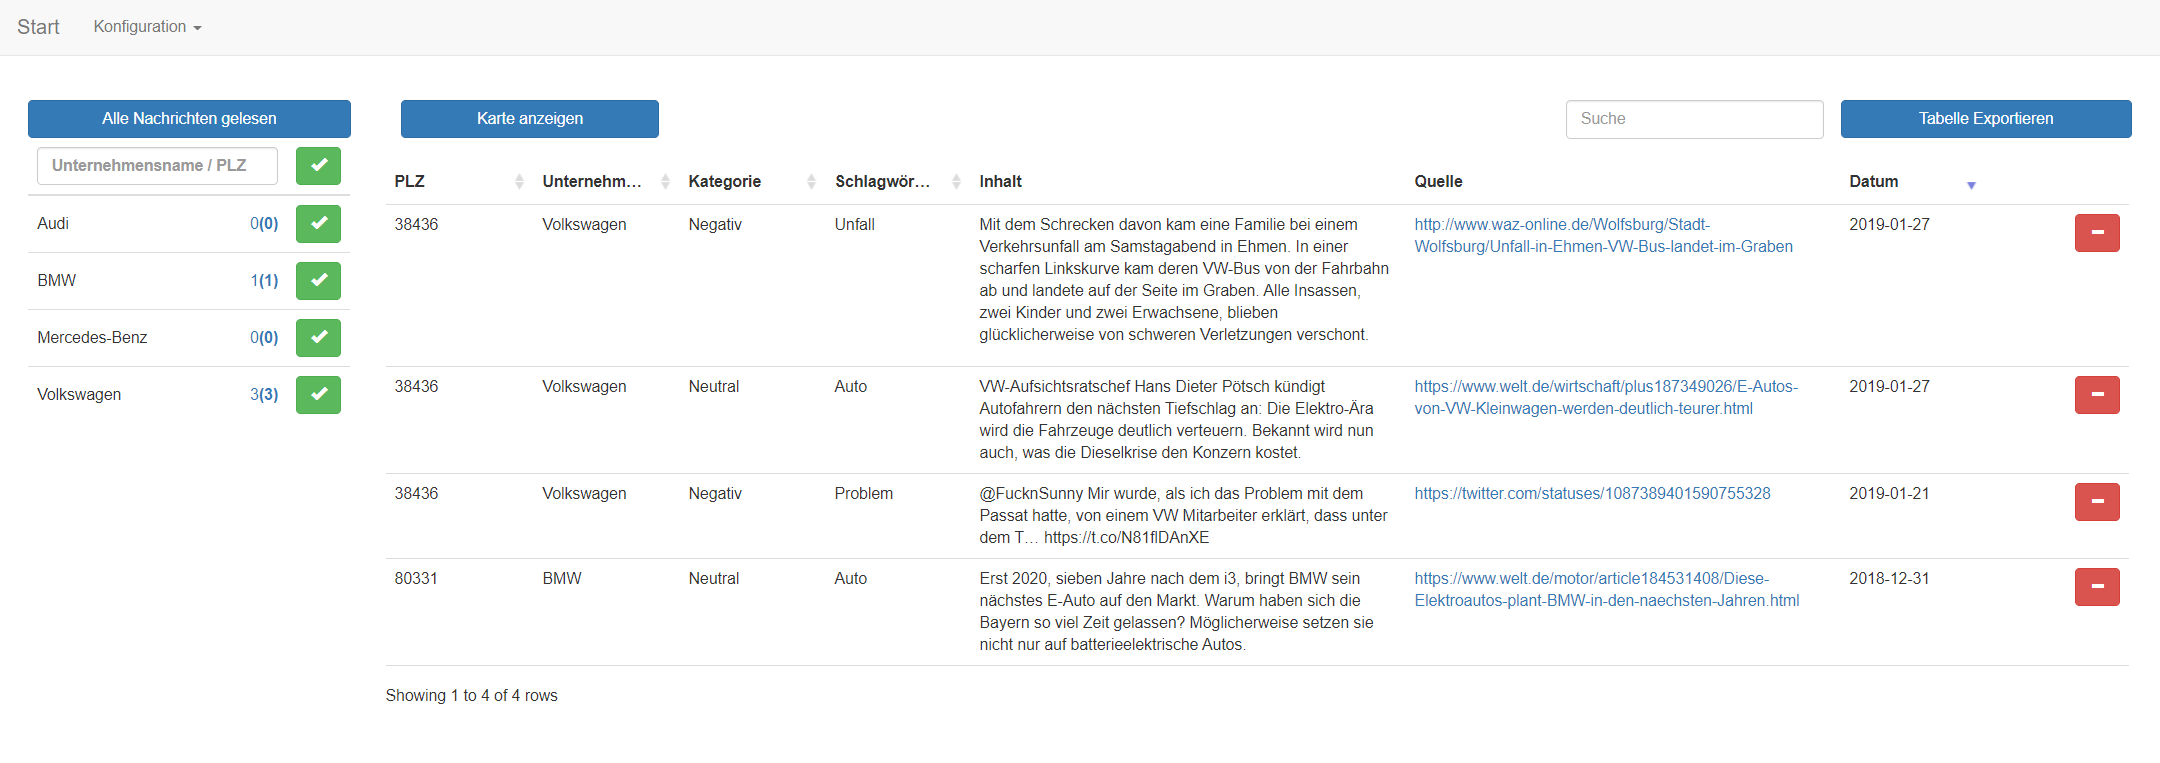 Start Konfiguration
Alle Nachrichten gelesen
Unternehmensname / PLZ
Audi 0(0)
BMW 1(1)
Mercedes-Benz 0(0)
Volkswagen 3(3)
Karte anzeigen Suche Tabelle Exportieren
PLZ Unternehm… Kategorie Schlagwör… Inhalt Quelle Datum
38436 Volkswagen Negativ Unfall Mit dem Schrecken davon kam eine Familie bei einem http://www.waz-online.de/Wolfsburg/Stadt- 2019-01-27
Verkehrsunfall am Samstagabend in Ehmen. In einer Wolfsburg/Unfall-in-Ehmen-VW-Bus-landet-im-Graben
scharfen Linkskurve kam deren VW-Bus von der Fahrbahn
ab und landete auf der Seite im Graben. Alle Insassen,
zwei Kinder und zwei Erwachsene, blieben
glücklicherweise von schweren Verletzungen verschont.
38436 Volkswagen Neutral Auto VW-Aufsichtsratschef Hans Dieter Pötsch kündigt https://www.welt.de/wirtschaft/plus187349026/E-Autos- 2019-01-27
Autofahrern den nächsten Tiefschlag an: Die Elektro-Ära von-VW-Kleinwagen-werden-deutlich-teurer.html
wird die Fahrzeuge deutlich verteuern. Bekannt wird nun
auch, was die Dieselkrise den Konzern kostet.
38436 Volkswagen Negativ Problem @FucknSunny Mir wurde, als ich das Problem mit dem https://twitter.com/statuses/1087389401590755328 2019-01-21
Passat hatte, von einem VW Mitarbeiter erklärt, dass unter
dem T… https://t.co/N81flDAnXE
80331 BMW Neutral Auto Erst 2020, sieben Jahre nach dem i3, bringt BMW sein https://www.welt.de/motor/article184531408/Diese- 2018-12-31
nächstes E-Auto auf den Markt. Warum haben sich die Elektroautos-plant-BMW-in-den-naechsten-Jahren.html
Bayern so viel Zeit gelassen? Möglicherweise setzen sie
nicht nur auf batterieelektrische Autos.
Showing 1 to 4 of 4 rows